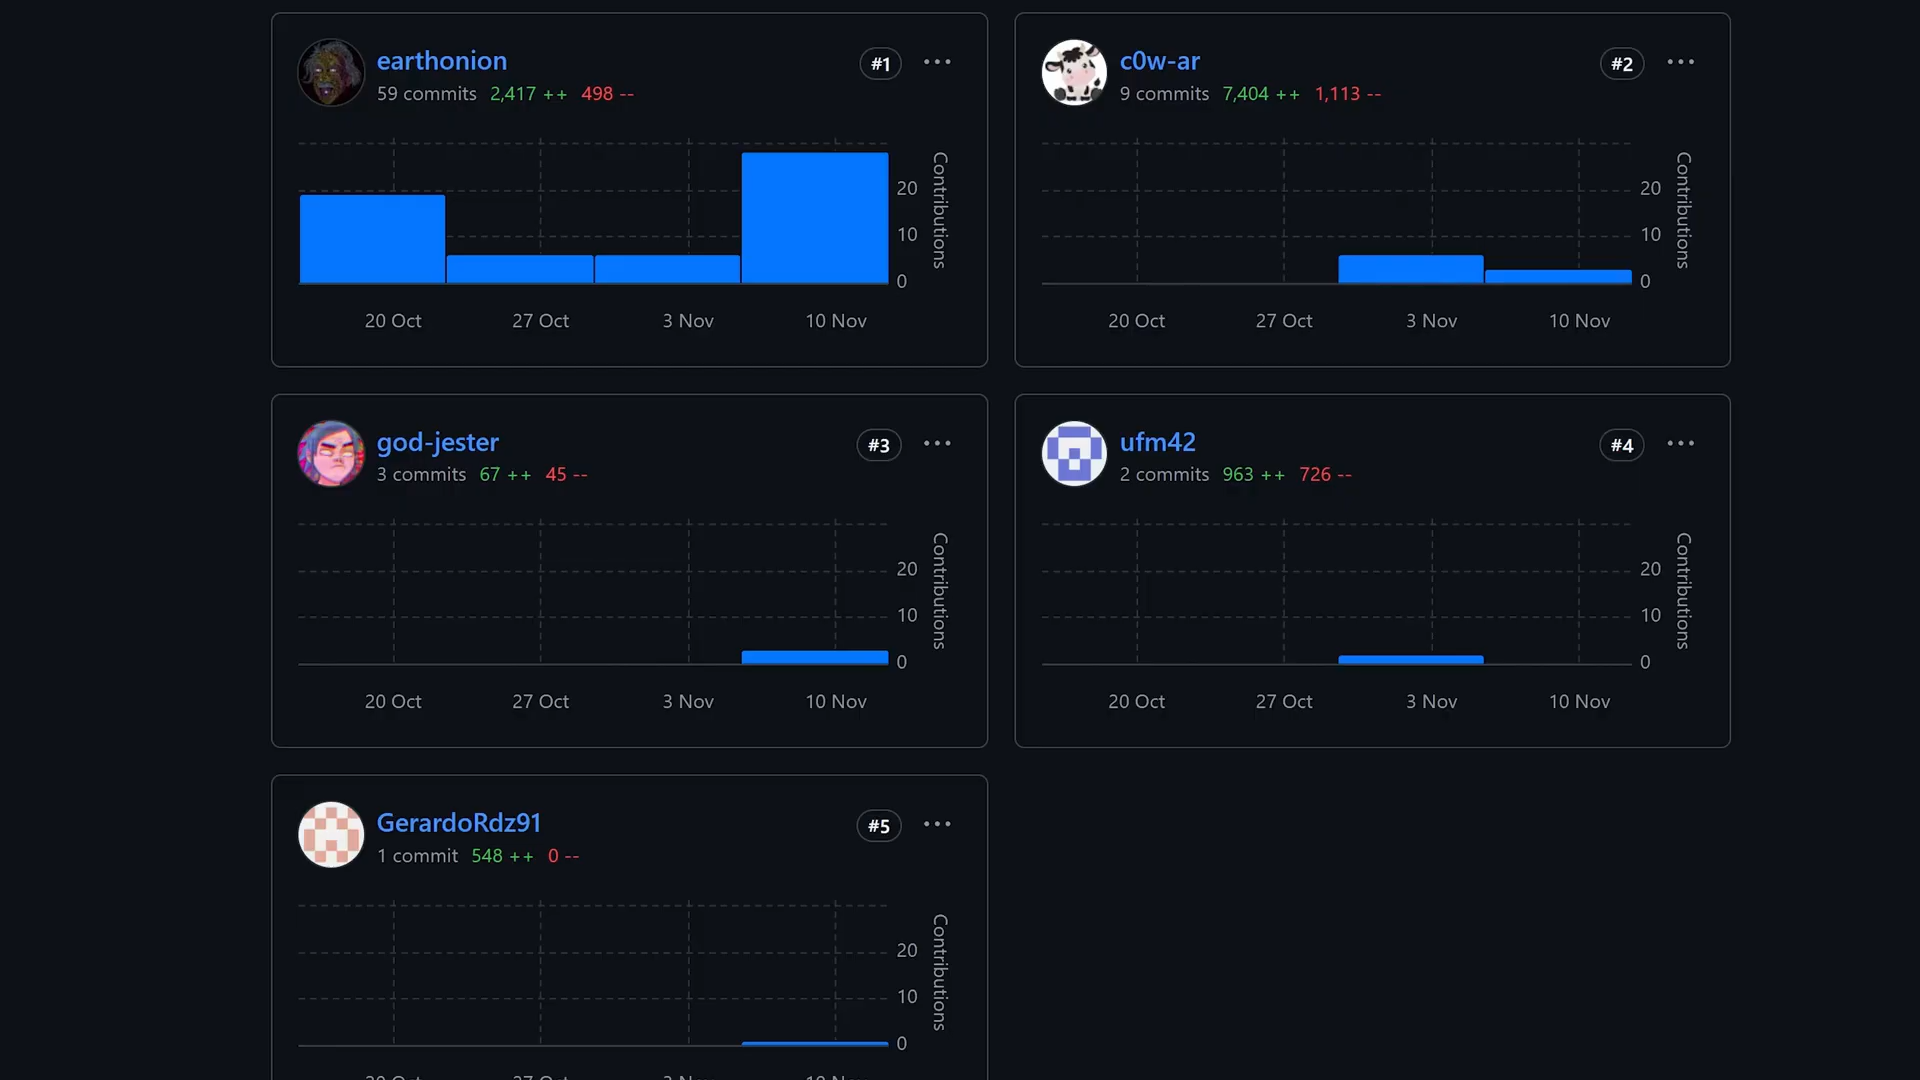 earthonion
#1
59 commits 2,417 ++ 498 --
20
10
0
Contributions
20 Oct 27 Oct 3 Nov 10 Nov
c0w-ar
#2
9 commits 7,404 ++ 1,113 --
20
10
0
Contributions
20 Oct 27 Oct 3 Nov 10 Nov
god-jester
#3
3 commits 67 ++ 45 --
20
10
0
Contributions
20 Oct 27 Oct 3 Nov 10 Nov
ufm42
#4
2 commits 963 ++ 726 --
20
10
0
Contributions
20 Oct 27 Oct 3 Nov 10 Nov
GerardoRdz91
#5
1 commit 548 ++ 0 --
20
10
0
Contributions